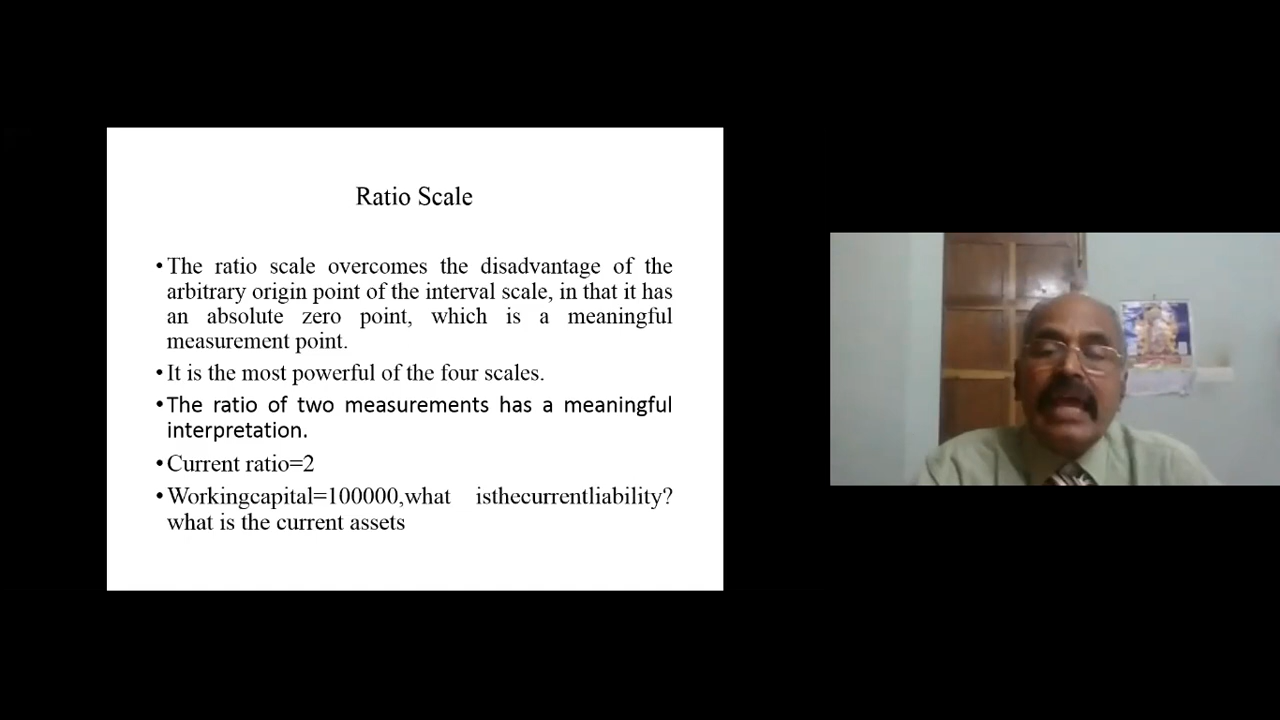 Ratio Scale
•The ratio scale overcomes the disadvantage of the
arbitrary origin point of the interval scale, in that it has
an absolute zero point, which is a meaningful
measurement point.
•It is the most powerful of the four scales.
•The ratio of two measurements has a meaningful
interpretation.
•Current ratio=2
•Workingcapital=100000,what isthecurrentliability?
what is the current assets